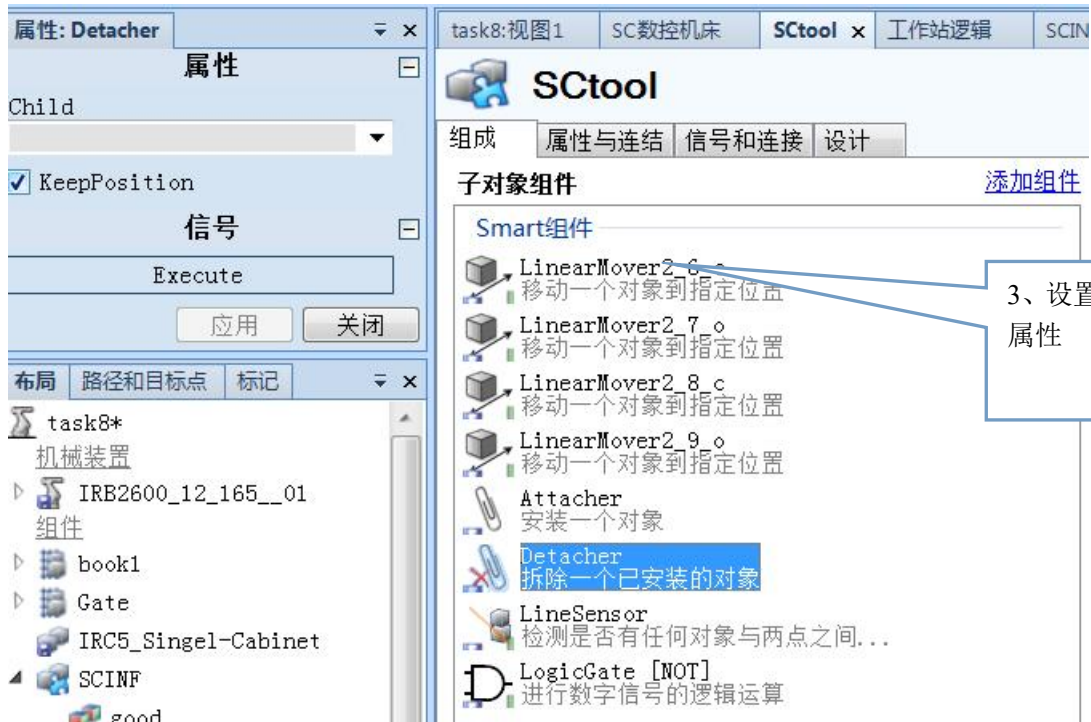 属性: Detacher
属性
Child
KeepPosition
信号
Execute
应用 关闭
布局 路径和目标点 标记
task8*
机械装置
IRB2600_12_165__01
组件
book1
Gate
IRC5_Singel-Cabinet
SCINF
good
task8:视图1 SC数控机床 SCtool 工作站逻辑 SCIN
SCtool
组成 属性与连结 信号和连接 设计
子对象组件 添加组件
Smart组件
LinearMover2_6_o
移动一个对象到指定位置
LinearMover2_7_o
移动一个对象到指定位置
LinearMover2_8_c
移动一个对象到指定位置
LinearMover2_9_o
移动一个对象到指定位置
Attacher
安装一个对象
Detacher
拆除一个已安装的对象
LineSensor
检测是否有任何对象与两点之间...
LogicGate [NOT]
进行数字信号的逻辑运算
3、设置
属性